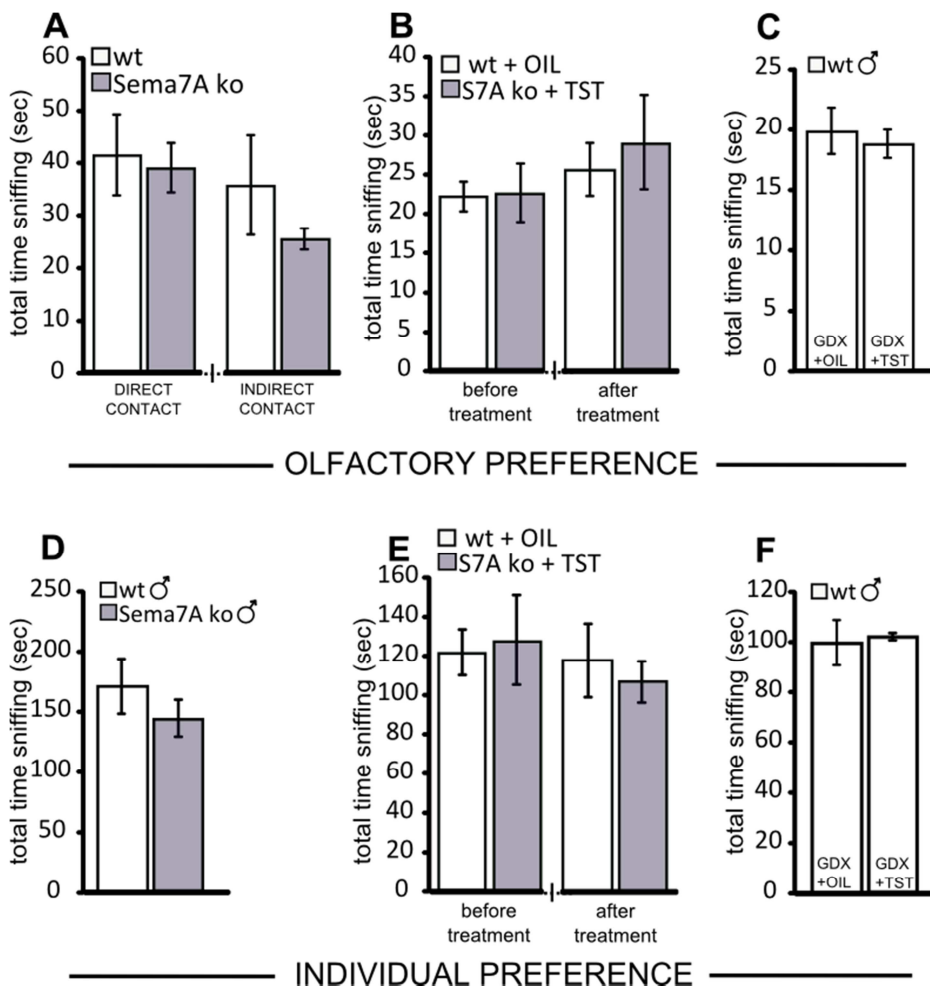 A
wt
Sema7A ko
total time sniffing (sec)
60
50
40
30
20
10
0
DIRECT
CONTACT
INDIRECT
CONTACT
B
wt + OIL
S7A ko + TST
total time sniffing (sec)
40
35
30
25
20
15
10
5
0
before
treatment
after
treatment
C
wt ♂
total time sniffing (sec)
25
20
15
10
5
0
GDX
+OIL
GDX
+TST
OLFACTORY PREFERENCE
D
wt ♂
Sema7A ko ♂
total time sniffing (sec)
250
200
150
100
50
0
E
wt + OIL
S7A ko + TST
total time sniffing (sec)
160
140
120
100
80
60
40
20
0
before
treatment
after
treatment
F
wt ♂
total time sniffing (sec)
120
100
80
60
40
20
0
GDX
+OIL
GDX
+TST
INDIVIDUAL PREFERENCE